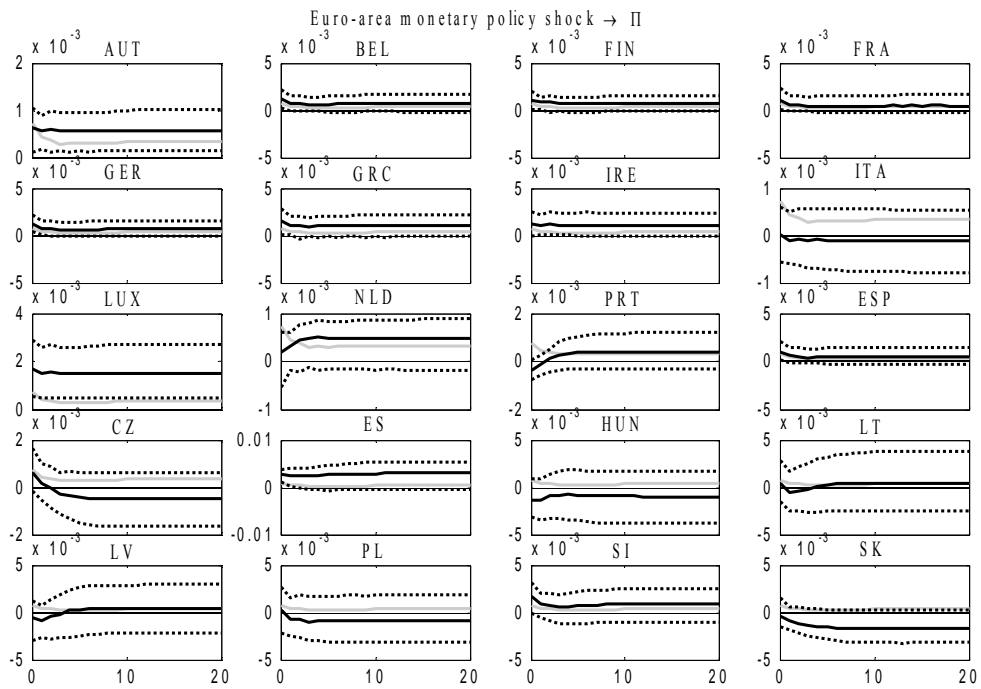 Euro-area monetary policy shock → Π
x 10⁻³ x 10⁻³ x 10⁻³ x 10⁻³
AUT BEL FIN FRA
2 5 5 5
1 0 0 0
0 -5 -5 -5
x 10⁻³ x 10⁻³ x 10⁻³ x 10⁻³
GER GRC IRE ITA
5 5 5 1
0 0 0 0
-5 -5 -5 -1
x 10⁻³ x 10⁻³ x 10⁻³ x 10⁻³
LUX NLD PRT ESP
4 1 2 5
2 0 0 0
0 -1 -2 -5
x 10⁻³ x 10⁻³ x 10⁻³
CZ ES HUN LT
2 0.01 5 5
0 0 0 0
-2 -0.01 -5 -5
x 10⁻³ x 10⁻³ x 10⁻³ x 10⁻³
LV PL SI SK
5 5 5 5
0 0 0 0
-5 -5 -5 -5
0 10 20 0 10 20 0 10 20 0 10 20